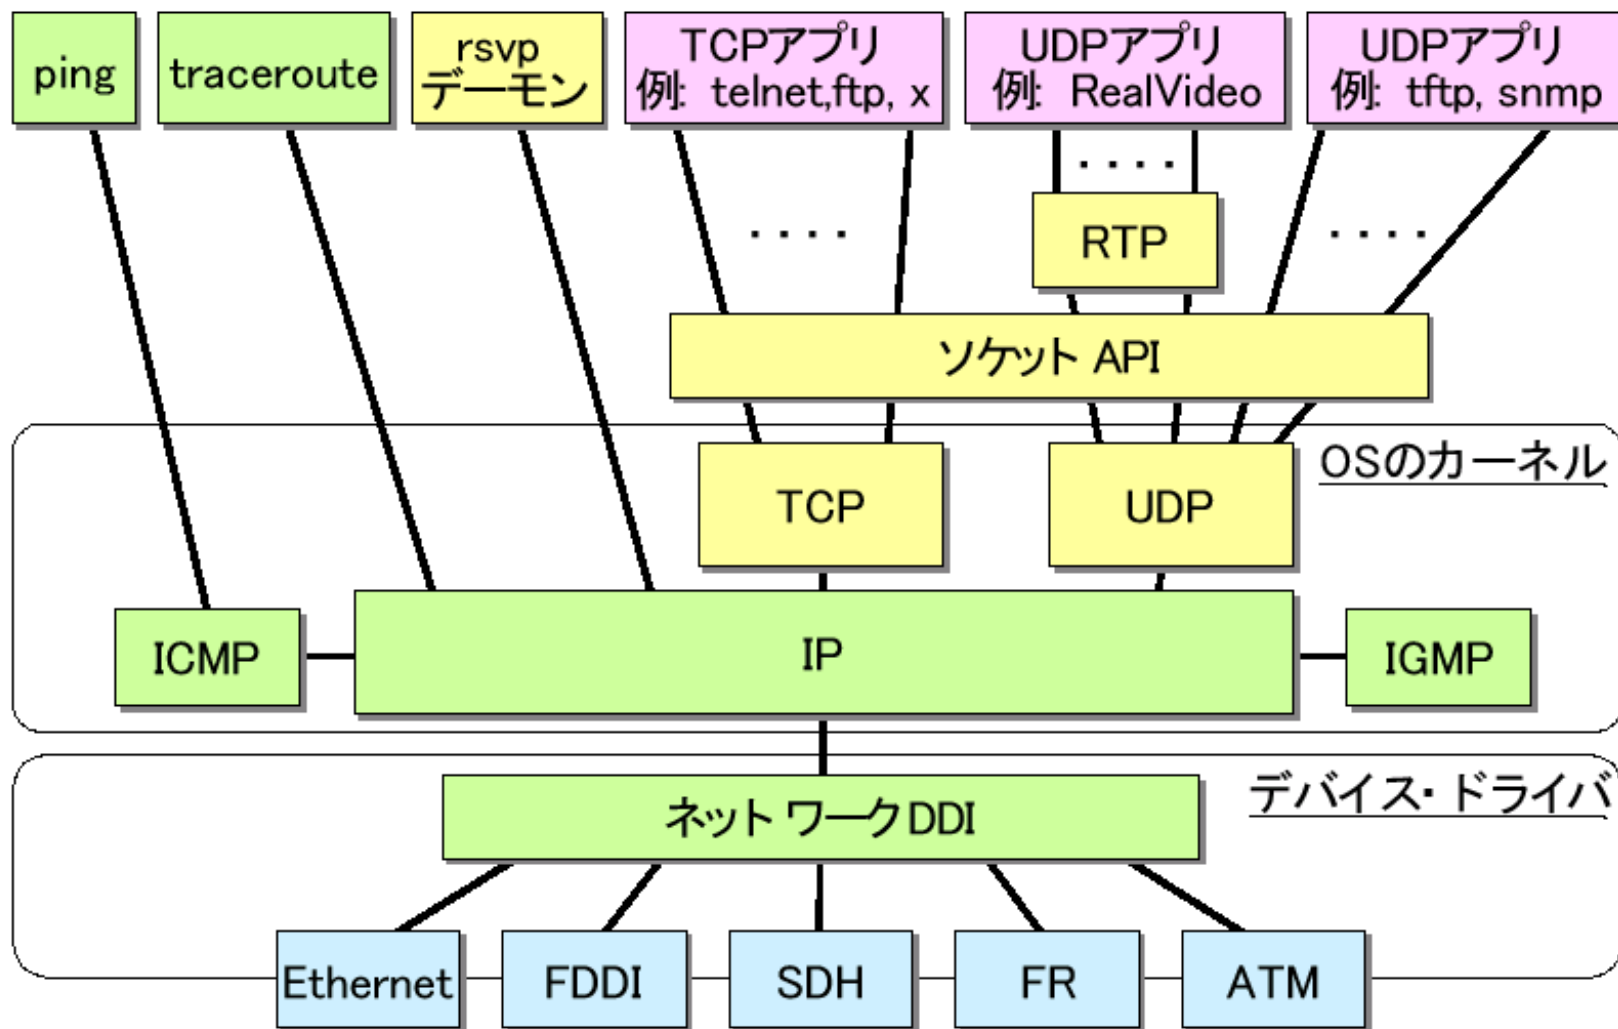 ping
traceroute
rsvp
デーモン
TCPアプリ
例: telnet,ftp, x
UDPアプリ
例: RealVideo
UDPアプリ
例: tftp, snmp
････
････
････
RTP
ソケット API
OSのカーネル
TCP
UDP
ICMP
IP
IGMP
デバイス・ドライバ
ネットワークDDI
Ethernet
FDDI
SDH
FR
ATM